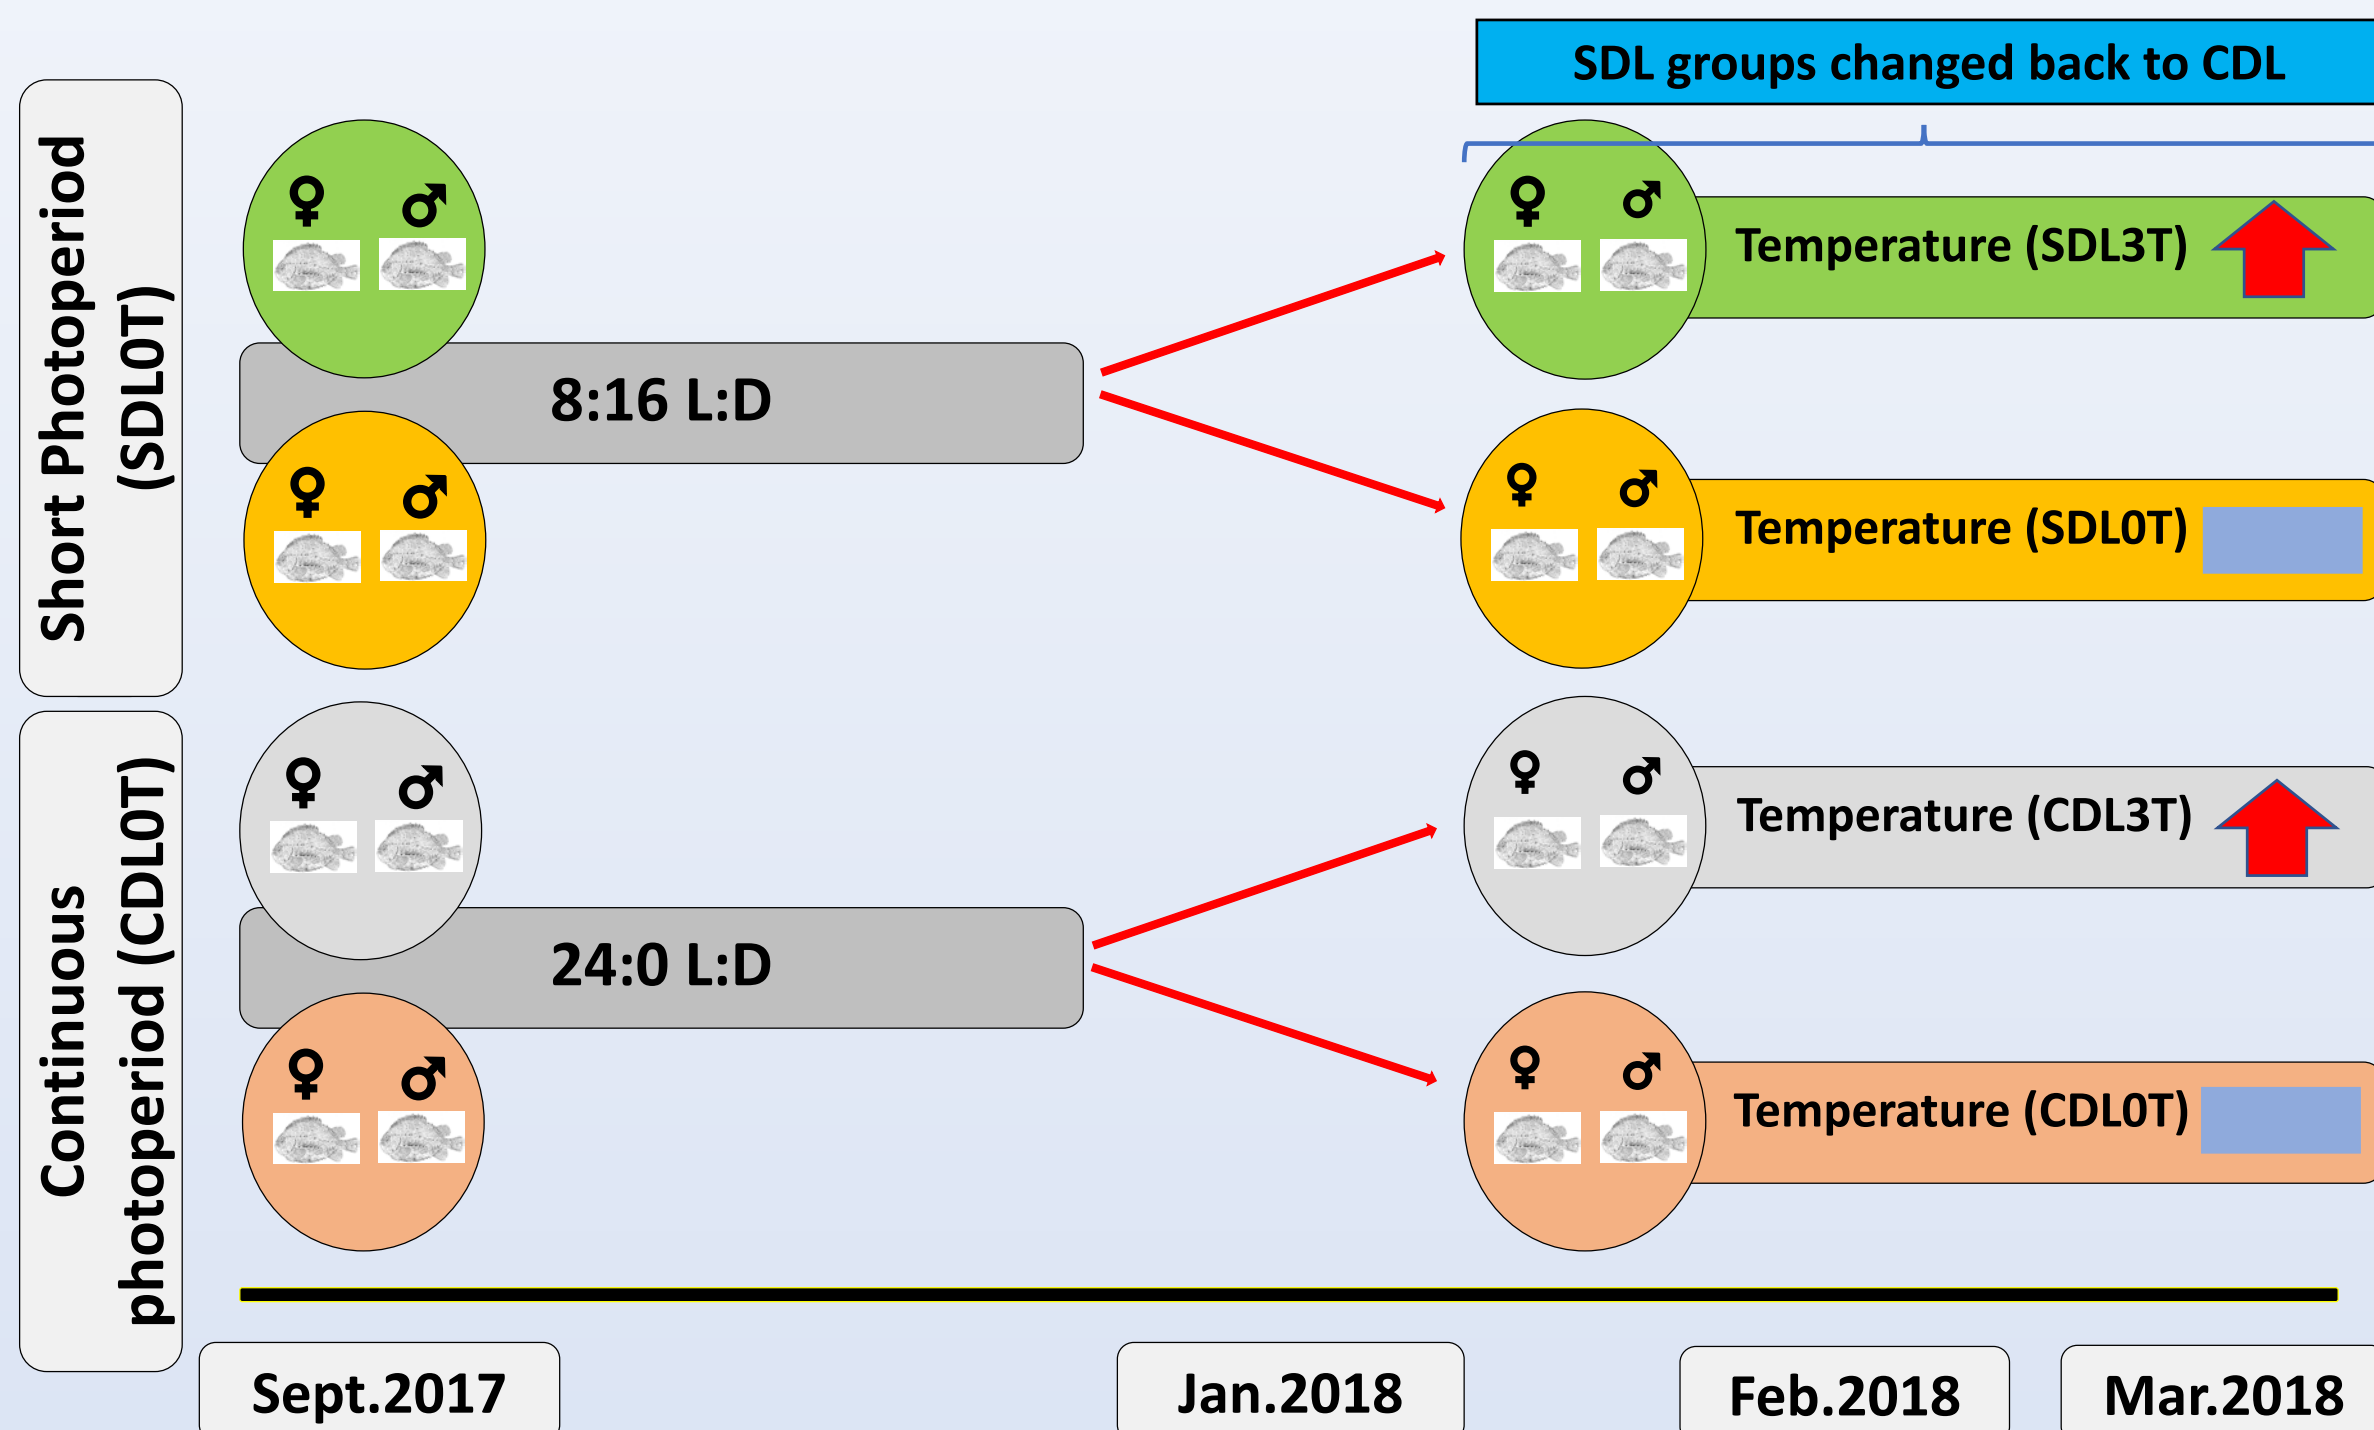 SDL groups changed back to CDL
Short Photoperiod
(SDL0T)
♀ ♂
♀ ♂
Temperature (SDL3T)
8:16 L:D
♀ ♂
♀ ♂
Temperature (SDL0T)
Continuous
photoperiod (CDL0T)
♀ ♂
♀ ♂
Temperature (CDL3T)
24:0 L:D
♀ ♂
♀ ♂
Temperature (CDL0T)
Sept.2017
Jan.2018
Feb.2018
Mar.2018